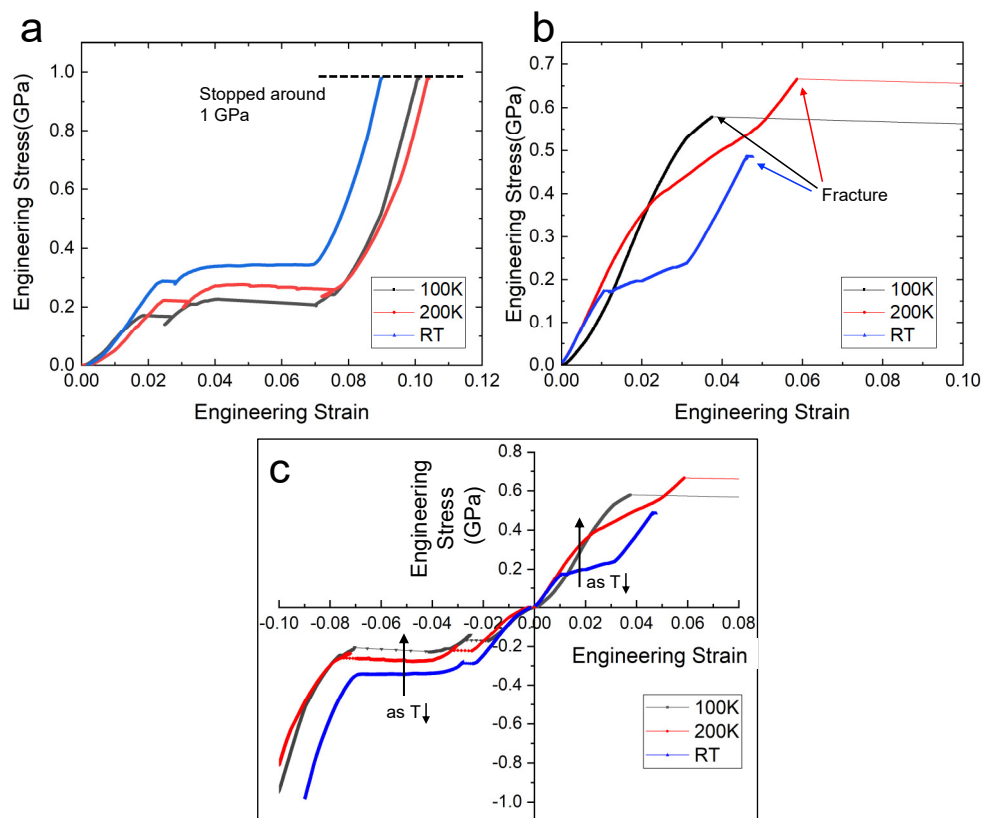 a
Engineering Stress(GPa)
1.0
0.8
0.6
0.4
0.2
0.0
Stopped around
1 GPa
100K
200K
RT
0.00 0.02 0.04 0.06 0.08 0.10 0.12
Engineering Strain
b
Engineering Stress(GPa)
0.7
0.6
0.5
0.4
0.3
0.2
0.1
0.0
Fracture
100K
200K
RT
0.00 0.02 0.04 0.06 0.08 0.10
Engineering Strain
c
Engineering
Stress
(GPa)
0.8
0.6
0.4
0.2
as T↓
-0.10 -0.08 -0.06 -0.04 -0.02 0.00 0.02 0.04 0.06 0.08
Engineering Strain
-0.2
-0.4
-0.6
-0.8
-1.0
as T↓
100K
200K
RT